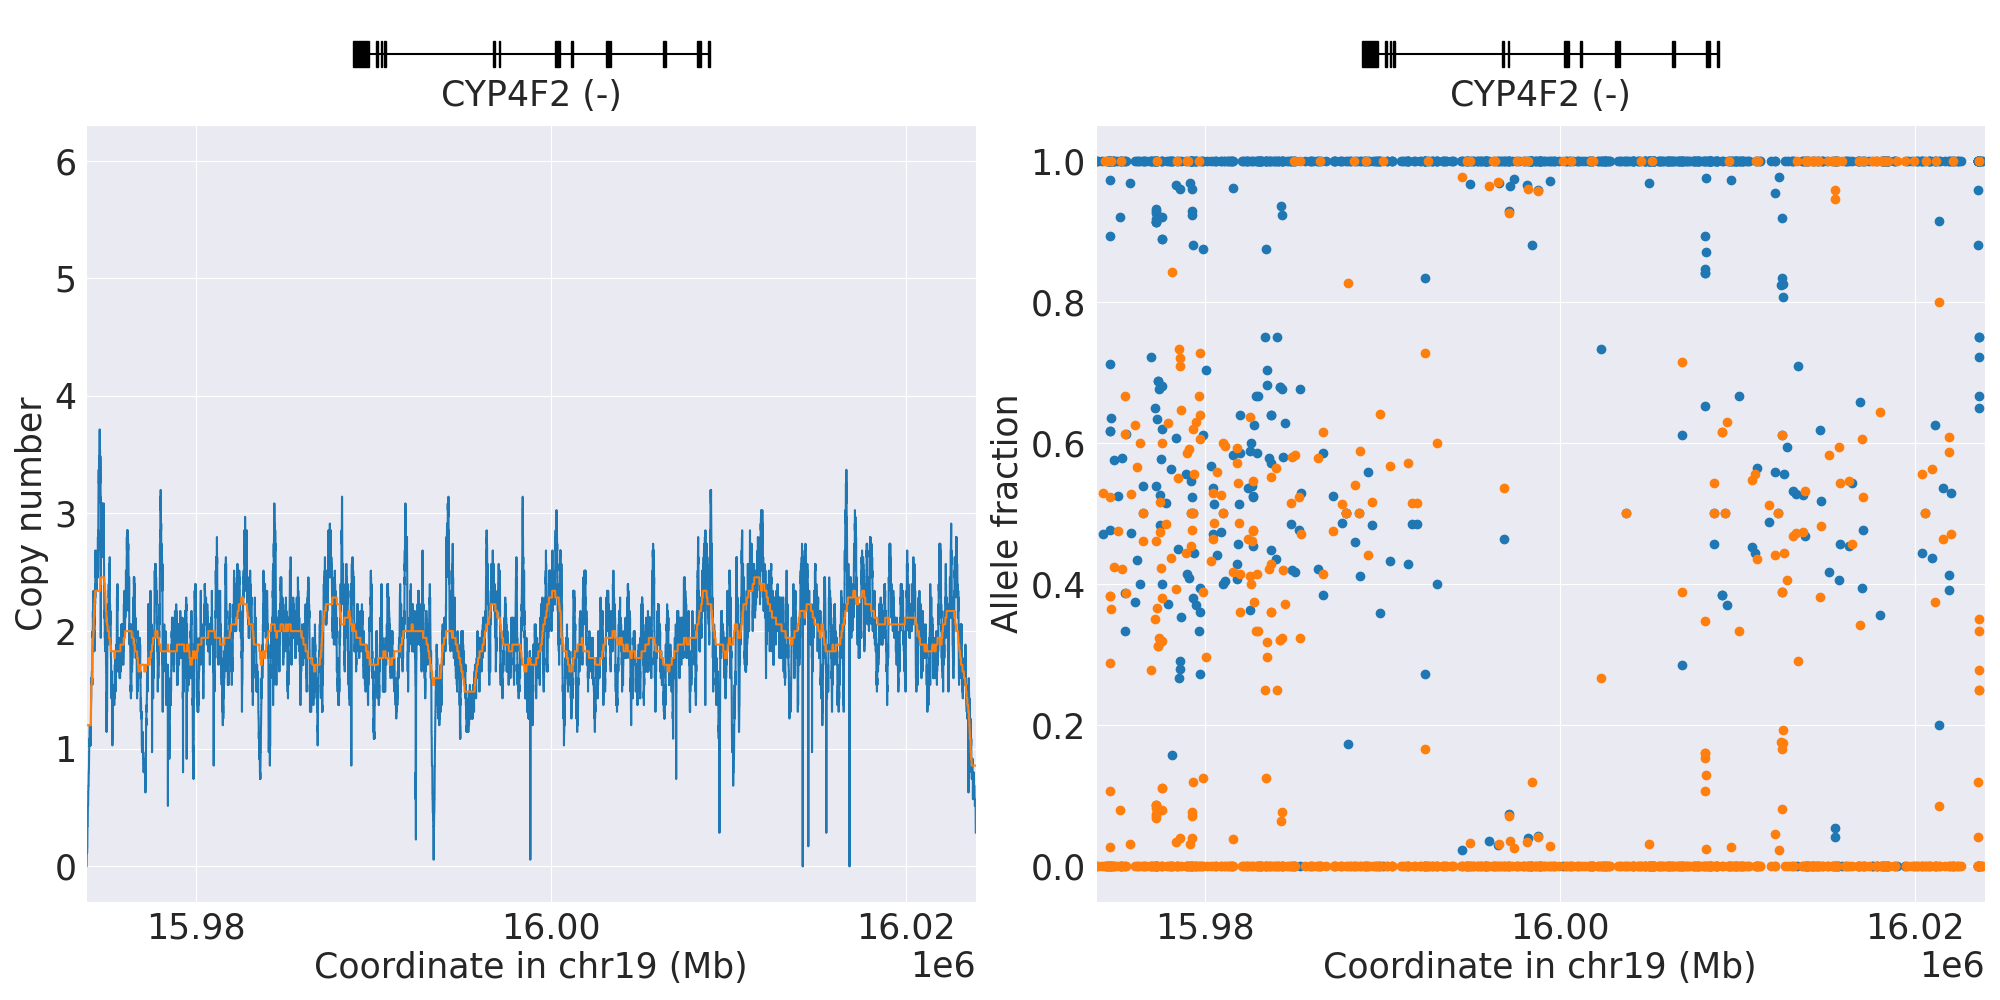 CYP4F2 (-)
6
5
4
3
2
1
0
Copy number
15.98
16.00
16.02
Coordinate in chr19 (Mb)
1e6
CYP4F2 (-)
1.0
0.8
0.6
0.4
0.2
0.0
Allele fraction
15.98
16.00
16.02
Coordinate in chr19 (Mb)
1e6